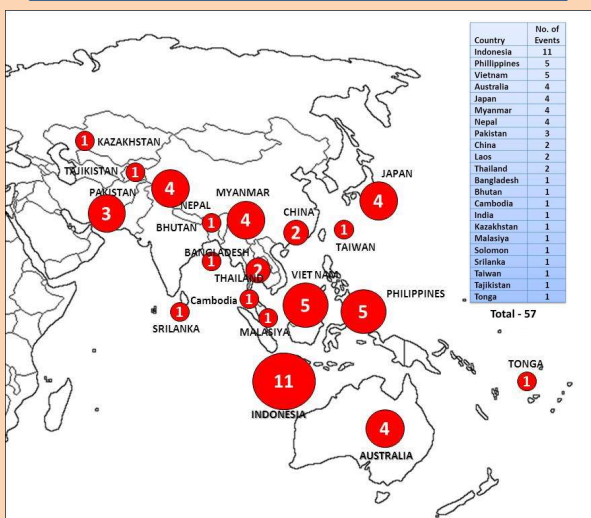 Country No. of Events
Indonesia 11
Phillippines 5
Vietnam 5
Australia 4
Japan 4
Myanmar 4
Nepal 4
Pakistan 3
China 2
Laos 2
Thailand 2
Bangladesh 1
Bhutan 1
Cambodia 1
India 1
Kazakhstan 1
Malasiya 1
Solomon 1
Srilanka 1
Taiwan 1
Tajikistan 1
Tonga 1
Total - 57
1 KAZAKHSTAN
TAJIKISTAN 1
PAKISTAN
3
4
NEPAL
MYANMAR
4
JAPAN
4
BHUTAN 1
CHINA
2
1
TAIWAN
BANGLADESH
1
THAILAND
2
VIET NAM
5
PHILIPPINES
5
Cambodia 1
1
SRILANKA
1
MALASIYA
11
INDONESIA
TONGA
1
4
AUSTRALIA